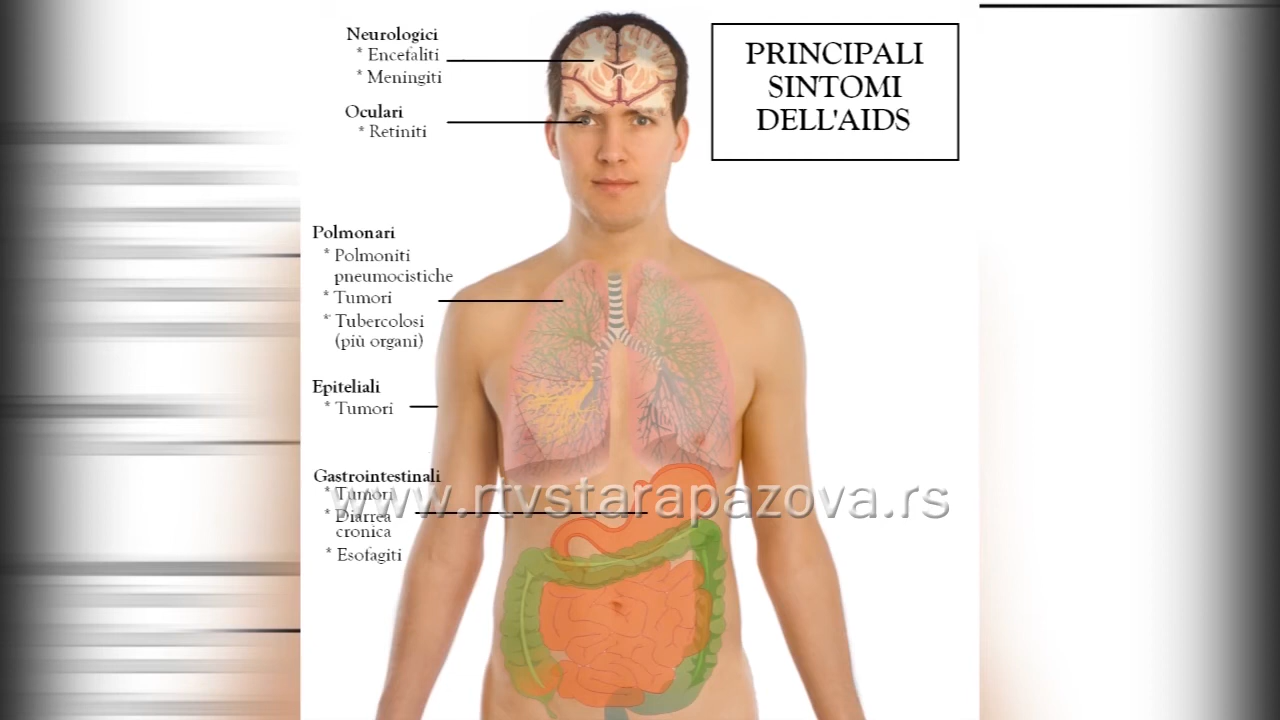 Neurologici
* Encefaliti
* Meningiti
Oculari
* Retiniti
PRINCIPALI
SINTOMI
DELL'AIDS
Polmonari
* Polmoniti
pneumocistiche
* Tumori
* Tubercolosi
(più organi)
Epiteliali
* Tumori
Gastrointestinali
* Tumori
* Diarrea
cronica
* Esofagiti
www.rtvstarapazova.rs